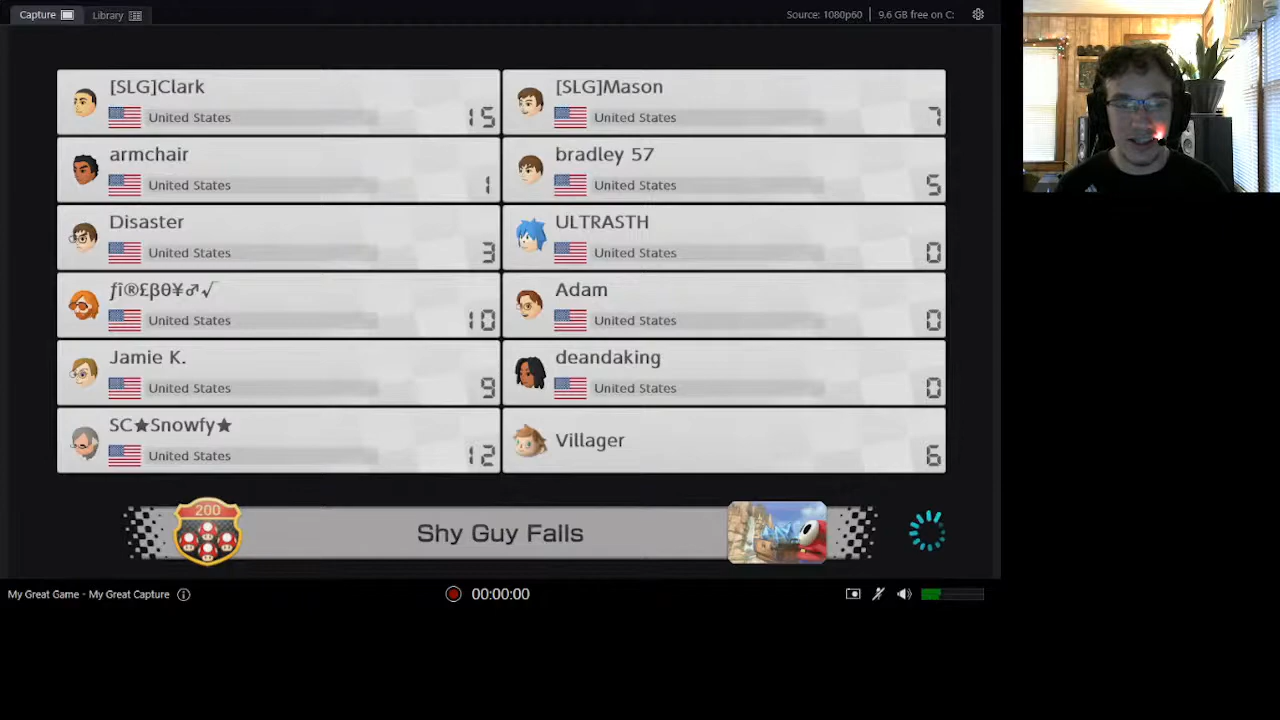 Capture
Library
Source: 1080p60
9.6 GB free on C:
[SLG]Clark
United States
15
[SLG]Mason
United States
7
armchair
United States
1
bradley 57
United States
5
Disaster
United States
3
ULTRASTH
United States
0
ƒî®£βθ¥♂√
United States
10
Adam
United States
0
Jamie K.
United States
9
deandaking
United States
0
SC★Snowfy★
United States
12
Villager
6
200
Shy Guy Falls
My Great Game - My Great Capture
00:00:00